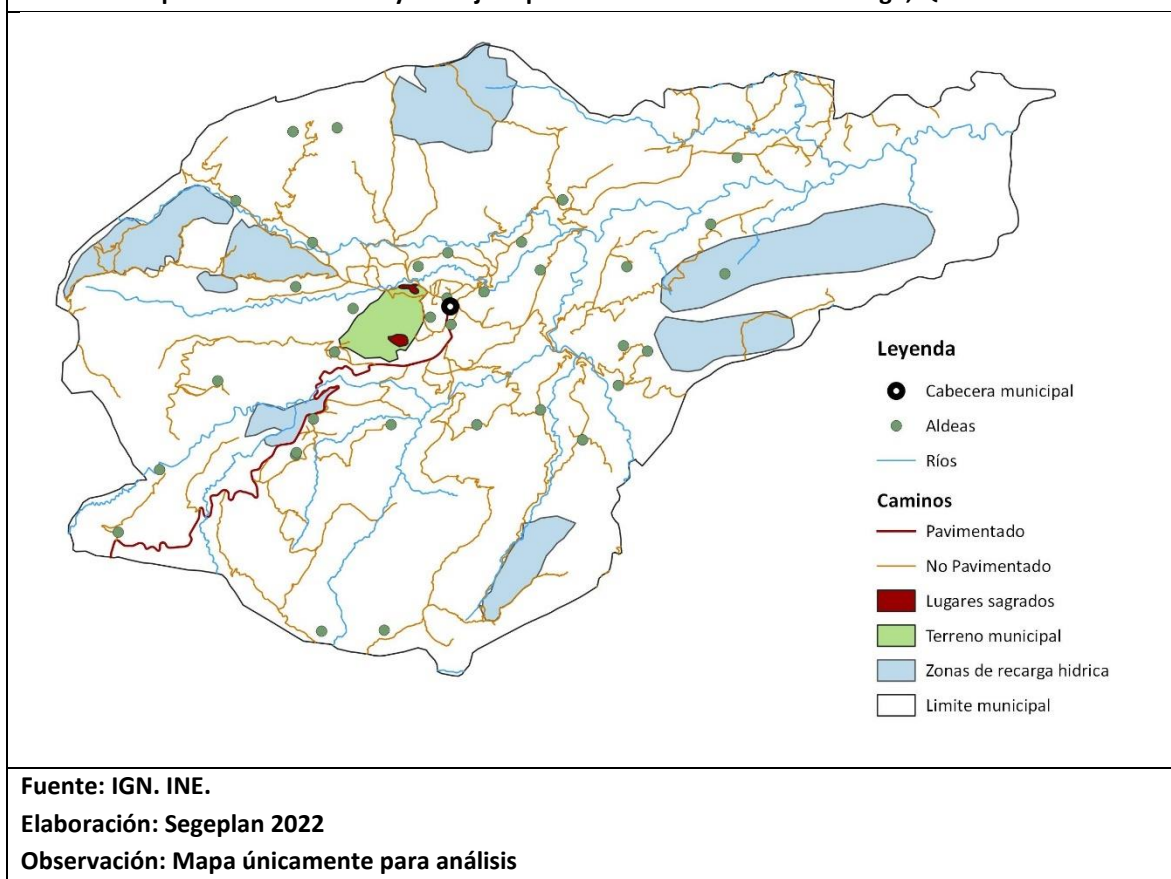 Leyenda
Cabecera municipal
Aldeas
Ríos
Caminos
Pavimentado
No Pavimentado
Lugares sagrados
Terreno municipal
Zonas de recarga hidrica
Limite municipal
Fuente: IGN. INE.
Elaboración: Segeplan 2022
Observación: Mapa únicamente para análisis